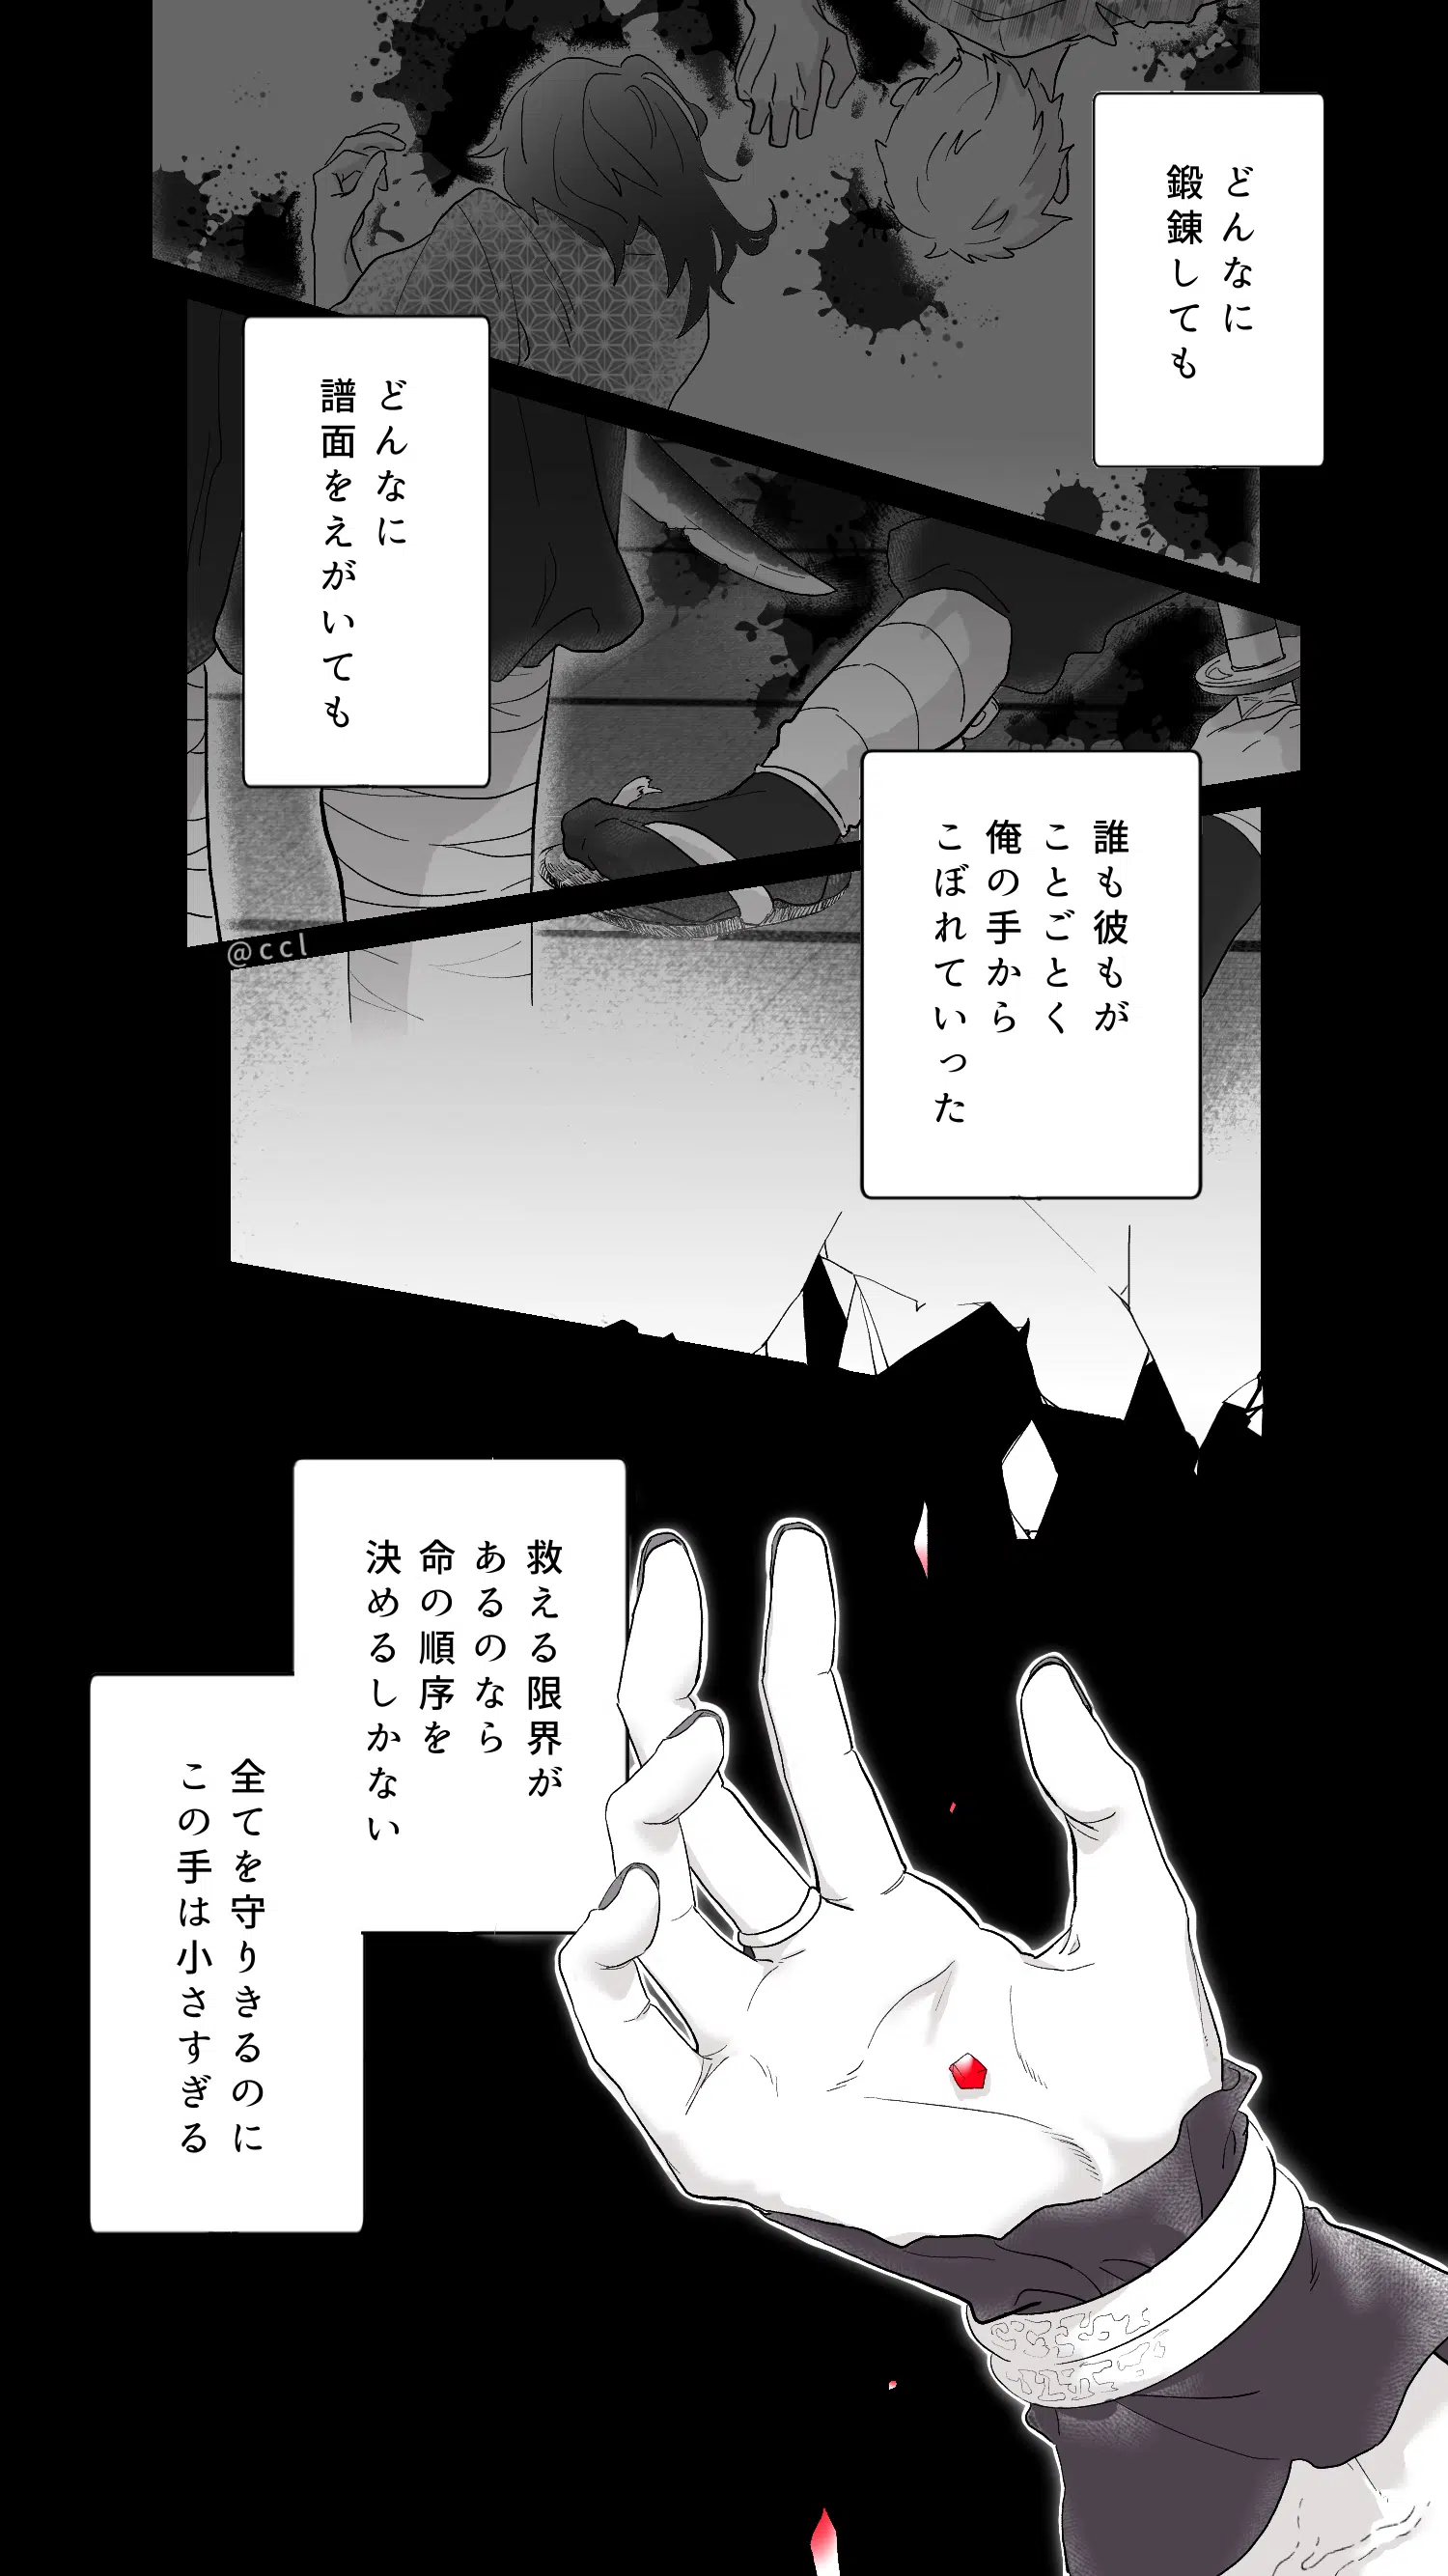 どんなに
鍛錬しても
どんなに
譜面をえがいても
誰も彼もが
ことごとく
俺の手から
こぼれていった
@ccl
救える限界が
あるのなら
命の順序を
決めるしかない
全てを守りきるのに
この手は小さすぎる